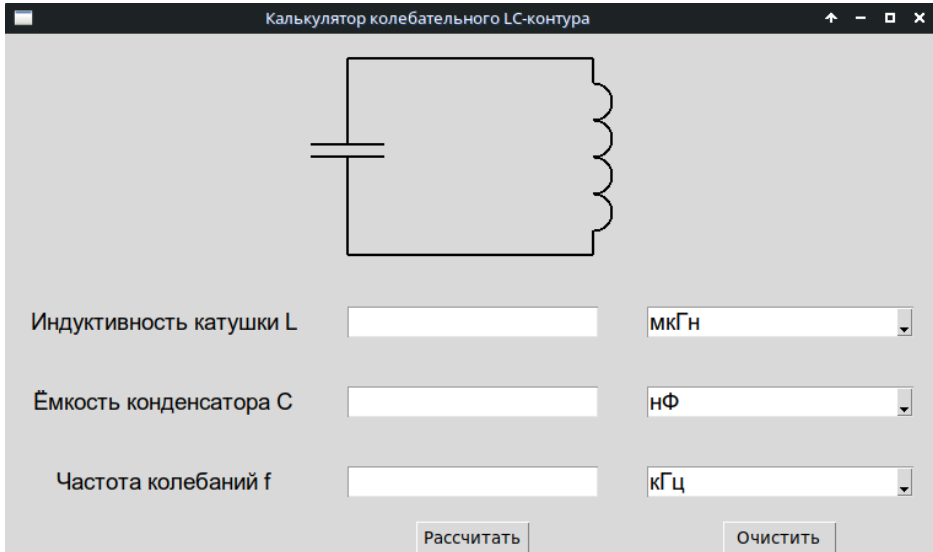 Калькулятор колебательного LC-контура
Индуктивность катушки L
мкГн
Ёмкость конденсатора C
нФ
Частота колебаний f
кГц
Рассчитать
Очистить